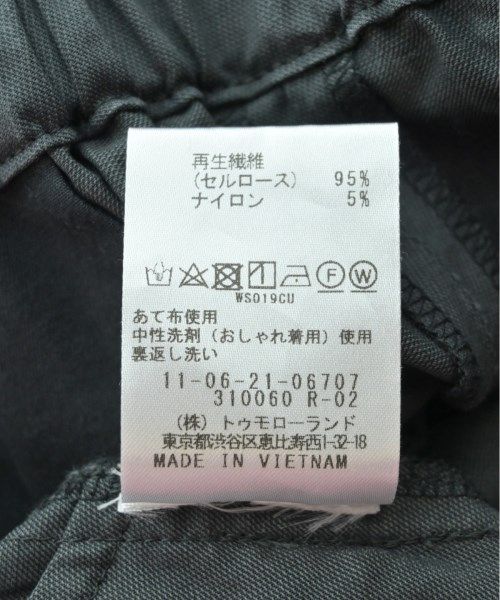 再生繊維
(セルロース) 95%
ナイロン 5%
F W
WS019CU
あて布使用
中性洗剤(おしゃれ着用)使用
裏返し洗い
11-06-21-06707
310060 R-02
(株) トゥモローランド
東京都渋谷区恵比寿西1-32-18
MADE IN VIETNAM